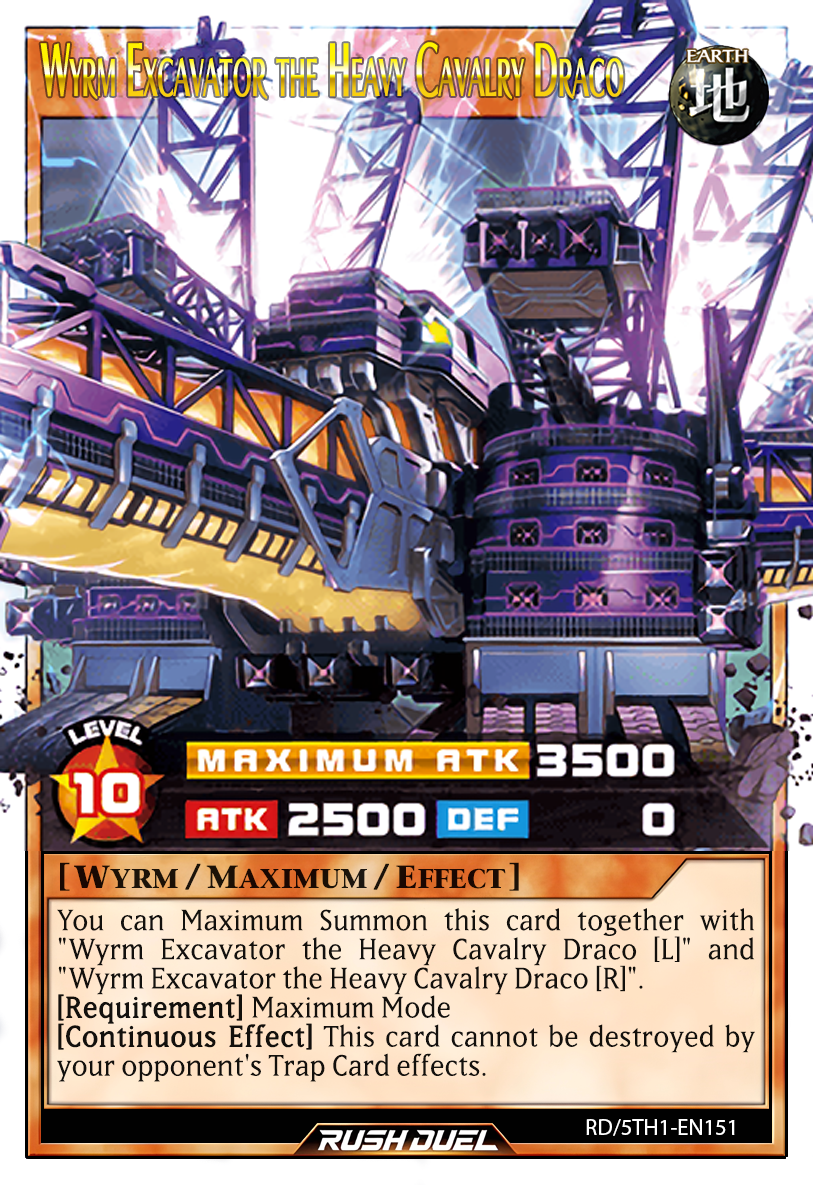 Wyrm Excavator the Heavy Cavalry Draco
EARTH
地
LEVEL
10
MAXIMUM ATK 3500
ATK 2500 DEF 0
[WYRM / MAXIMUM / EFFECT]
You can Maximum Summon this card together with
"Wyrm Excavator the Heavy Cavalry Draco [L]" and
"Wyrm Excavator the Heavy Cavalry Draco [R]".
[Requirement] Maximum Mode
[Continuous Effect] This card cannot be destroyed by
your opponent's Trap Card effects.
RD/5TH1-EN151
RUSH DUEL